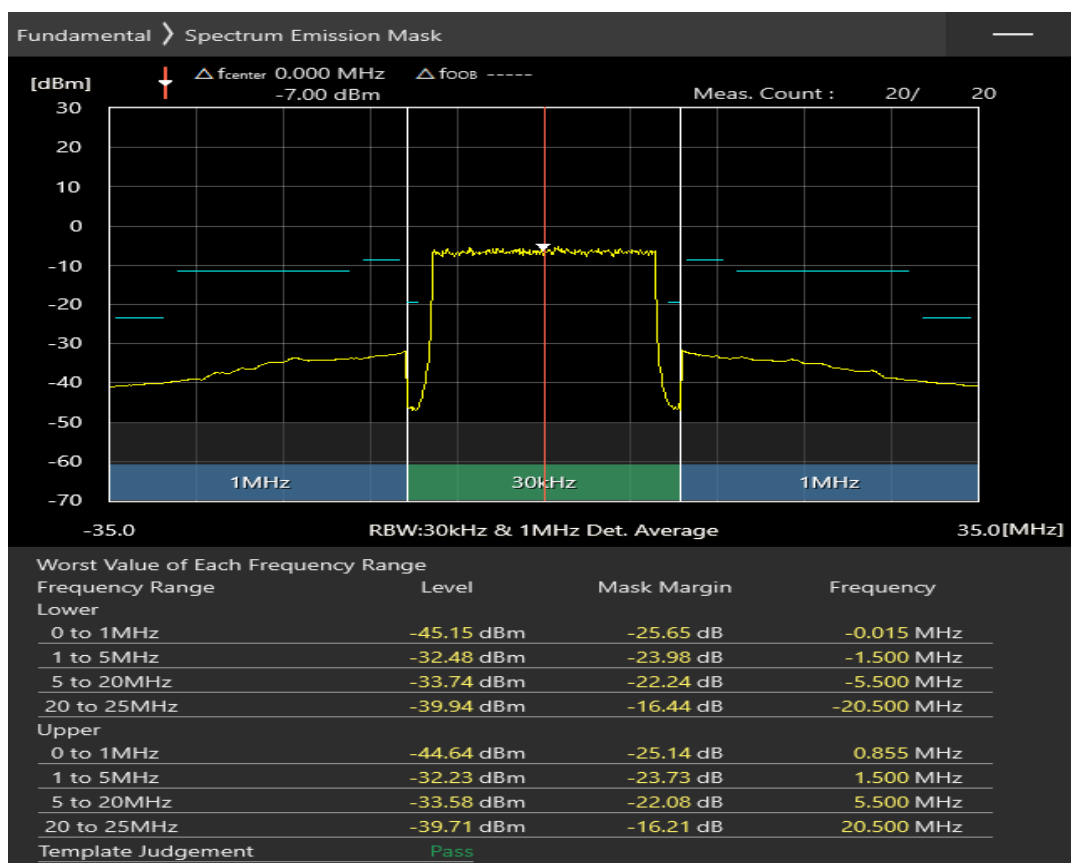 Fundamental ❯ Spectrum Emission Mask
[dBm] △ fcenter 0.000 MHz △ fOOB -----
-7.00 dBm Meas. Count : 20/ 20
30
20
10
0
-10
-20
-30
-40
-50
-60
1MHz 30kHz 1MHz
-70
-35.0 RBW:30kHz & 1MHz Det. Average 35.0[MHz]
Worst Value of Each Frequency Range
Frequency Range Level Mask Margin Frequency
Lower
0 to 1MHz -45.15 dBm -25.65 dB -0.015 MHz
1 to 5MHz -32.48 dBm -23.98 dB -1.500 MHz
5 to 20MHz -33.74 dBm -22.24 dB -5.500 MHz
20 to 25MHz -39.94 dBm -16.44 dB -20.500 MHz
Upper
0 to 1MHz -44.64 dBm -25.14 dB 0.855 MHz
1 to 5MHz -32.23 dBm -23.73 dB 1.500 MHz
5 to 20MHz -33.58 dBm -22.08 dB 5.500 MHz
20 to 25MHz -39.71 dBm -16.21 dB 20.500 MHz
Template Judgement Pass